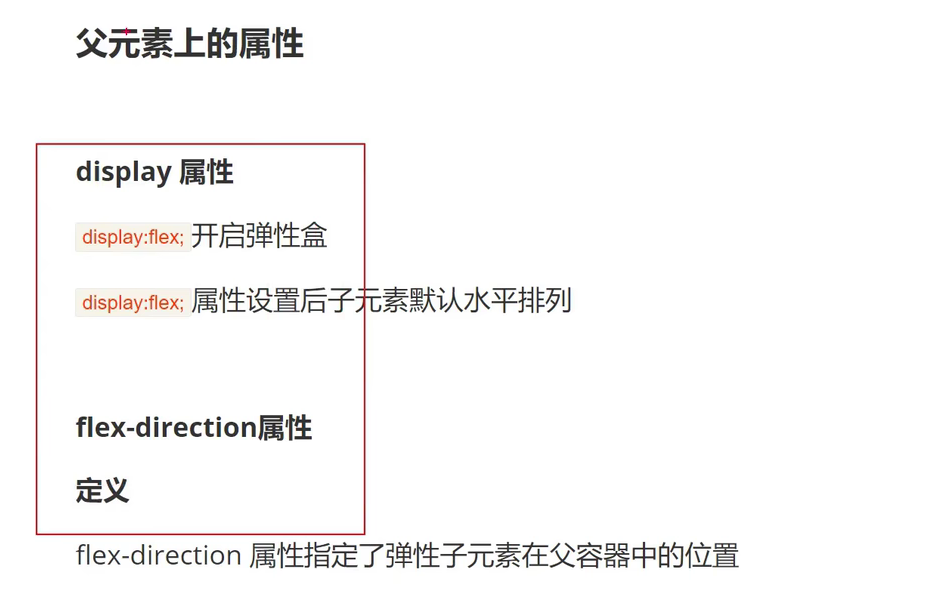 父元素上的属性
display 属性
display:flex;开启弹性盒
display:flex;属性设置后子元素默认水平排列
flex-direction属性
定义
flex-direction 属性指定了弹性子元素在父容器中的位置